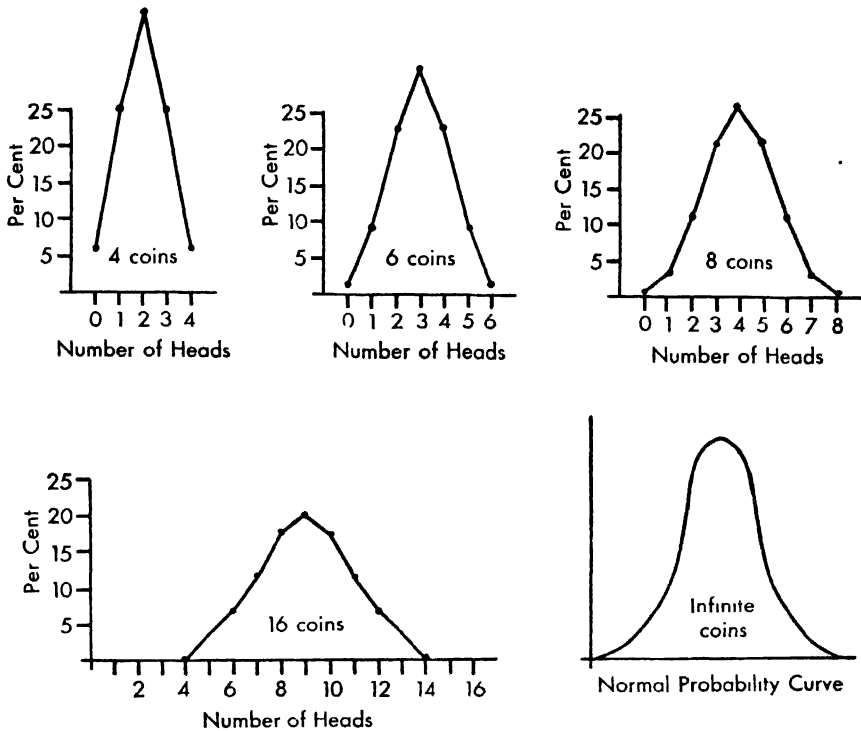 25
20
15
10
5
Per Cent
4 coins
0 1 2 3 4
Number of Heads
25
20
15
10
5
Per Cent
6 coins
0 1 2 3 4 5 6
Number of Heads
25
20
15
10
5
Per Cent
8 coins
0 1 2 3 4 5 6 7 8
Number of Heads
25
20
15
10
5
Per Cent
16 coins
2 4 6 8 10 12 14 16
Number of Heads
Infinite
coins
Normal Probability Curve